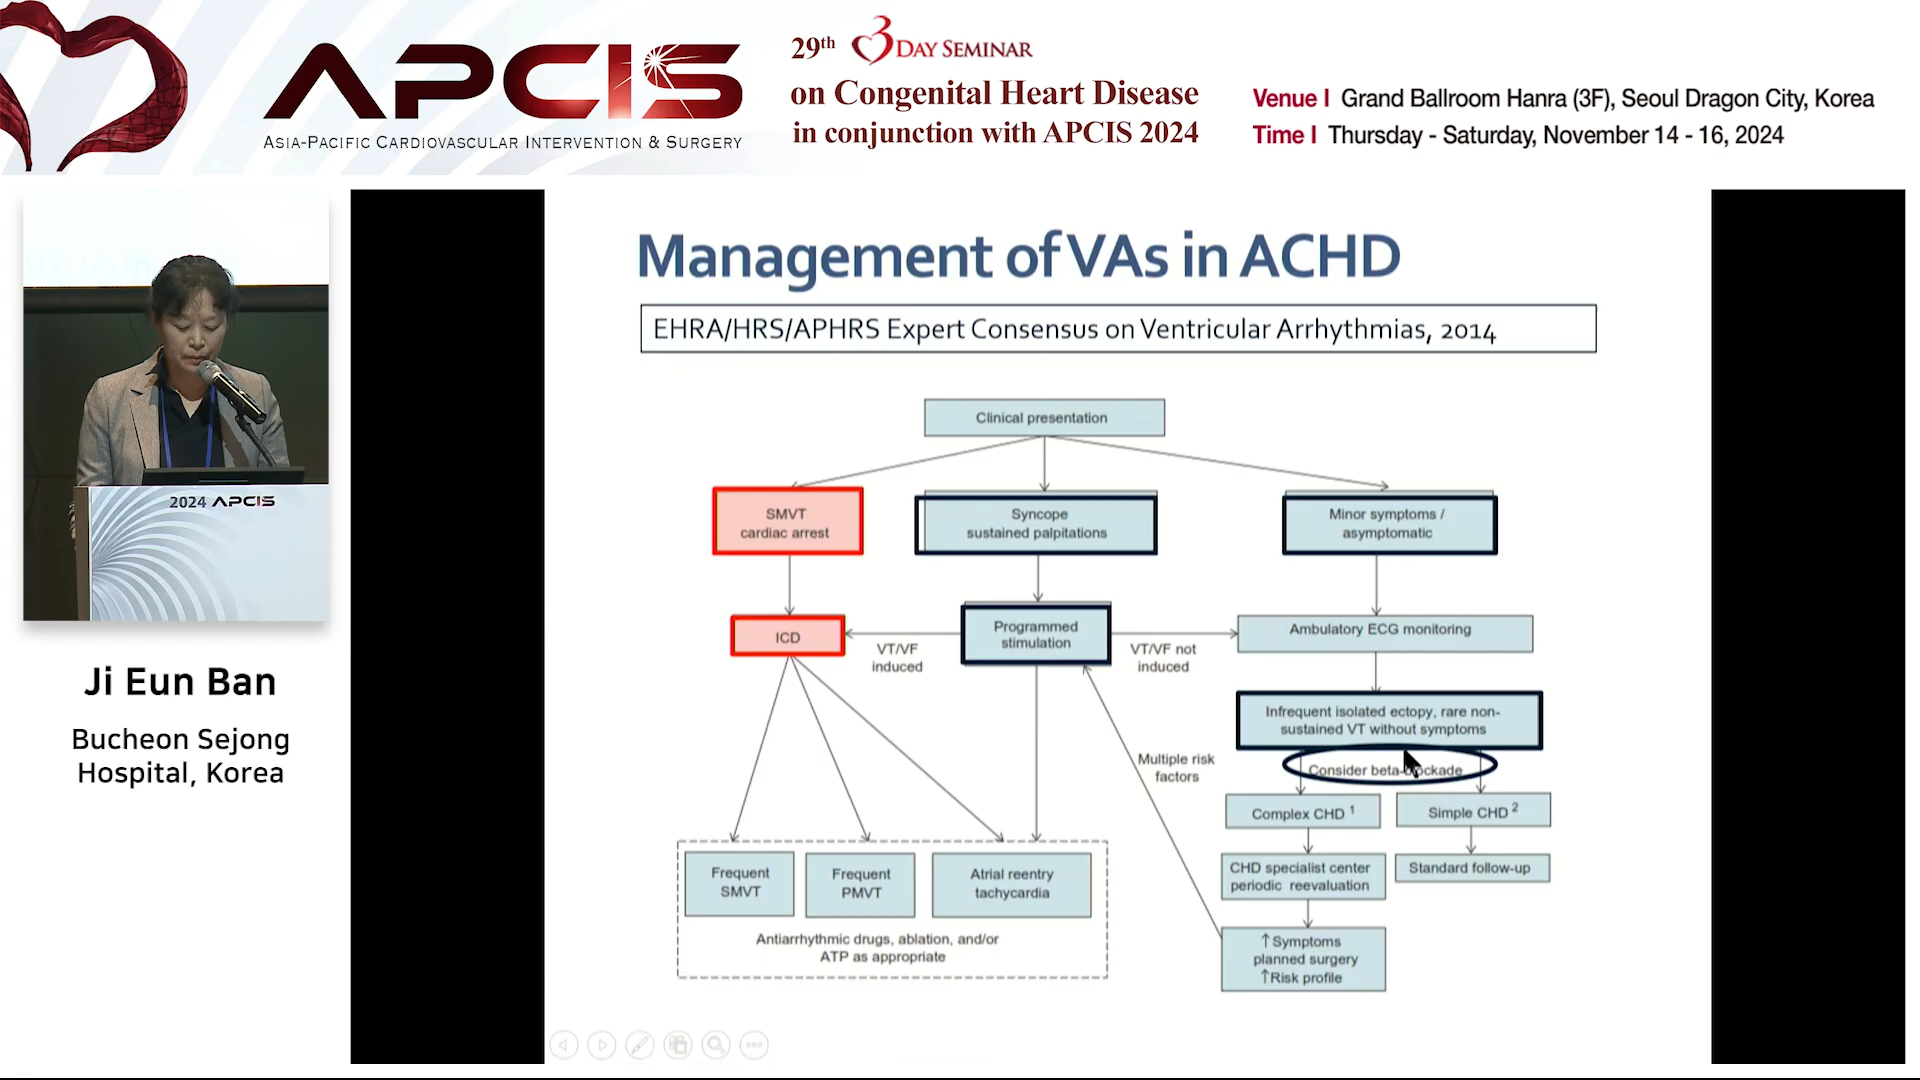 APCIS
ASIA-PACIFIC CARDIOVASCULAR INTERVENTION & SURGERY
29th 3 DAY SEMINAR
on Congenital Heart Disease
in conjunction with APCIS 2024
Venue I Grand Ballroom Hanra (3F), Seoul Dragon City, Korea
Time I Thursday - Saturday, November 14 - 16, 2024
2024 APCIS
Ji Eun Ban
Bucheon Sejong
Hospital, Korea
Management of VAs in ACHD
EHRA/HRS/APHRS Expert Consensus on Ventricular Arrhythmias, 2014
Clinical presentation
SMVT
cardiac arrest
Syncope
sustained palpitations
Minor symptoms /
asymptomatic
ICD
VT/VF
induced
Programmed
stimulation
VT/VF not
induced
Ambulatory ECG monitoring
Infrequent isolated ectopy, rare non-
sustained VT without symptoms
Consider beta-blockade
Multiple risk
factors
Complex CHD 1
Simple CHD 2
CHD specialist center
periodic reevaluation
Standard follow-up
Frequent
SMVT
Frequent
PMVT
Atrial reentry
tachycardia
Antiarrhythmic drugs, ablation, and/or
ATP as appropriate
↑Symptoms
planned surgery
↑Risk profile